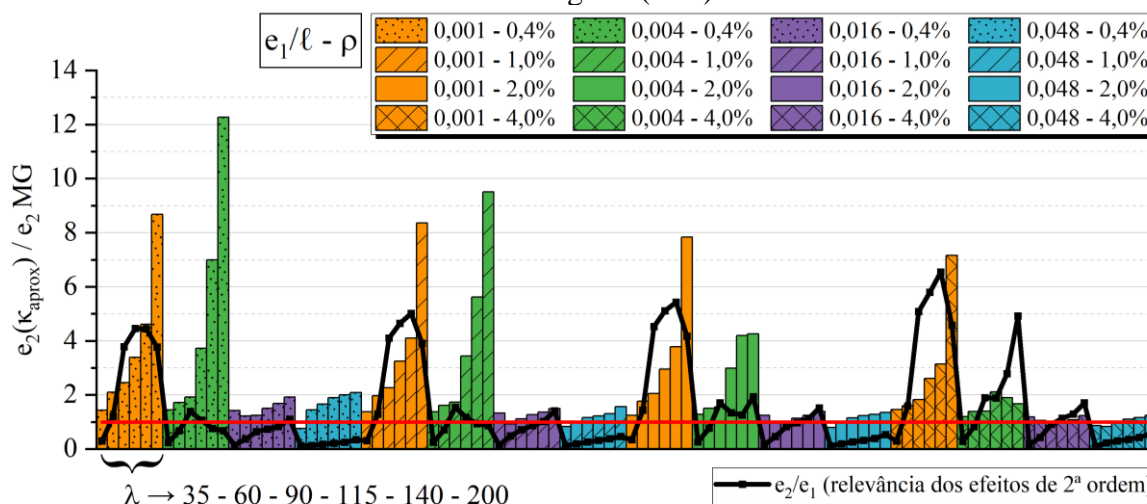 e₁/ℓ - ρ
0,001 - 0,4% 0,004 - 0,4% 0,016 - 0,4% 0,048 - 0,4%
0,001 - 1,0% 0,004 - 1,0% 0,016 - 1,0% 0,048 - 1,0%
0,001 - 2,0% 0,004 - 2,0% 0,016 - 2,0% 0,048 - 2,0%
0,001 - 4,0% 0,004 - 4,0% 0,016 - 4,0% 0,048 - 4,0%
e₂(κaprox) / e₂ MG
14
12
10
8
6
4
2
0
λ → 35 - 60 - 90 - 115 - 140 - 200
e₂/e₁ (relevância dos efeitos de 2ª ordem)